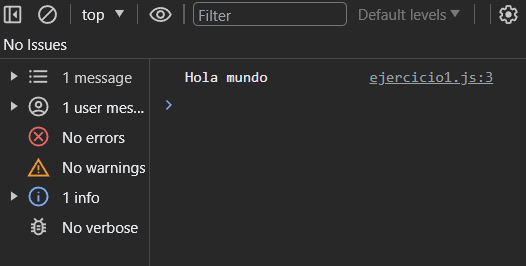 top Filter Default levels
No Issues
1 message
1 user mes...
No errors
No warnings
1 info
No verbose
Hola mundo ejercicio1.js:3